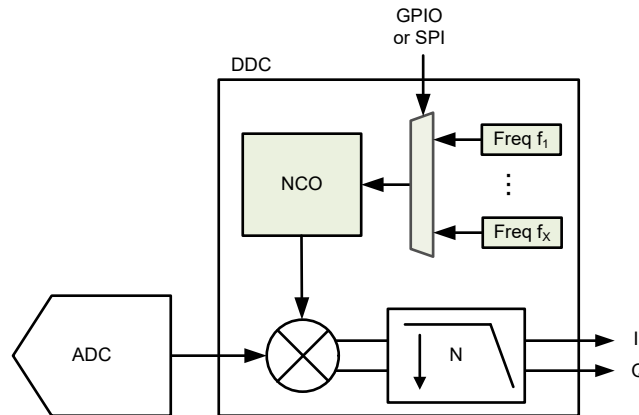 GPIO
or SPI
DDC
Freq f₁
NCO
⋮
Freq fₓ
ADC
N
I
Q